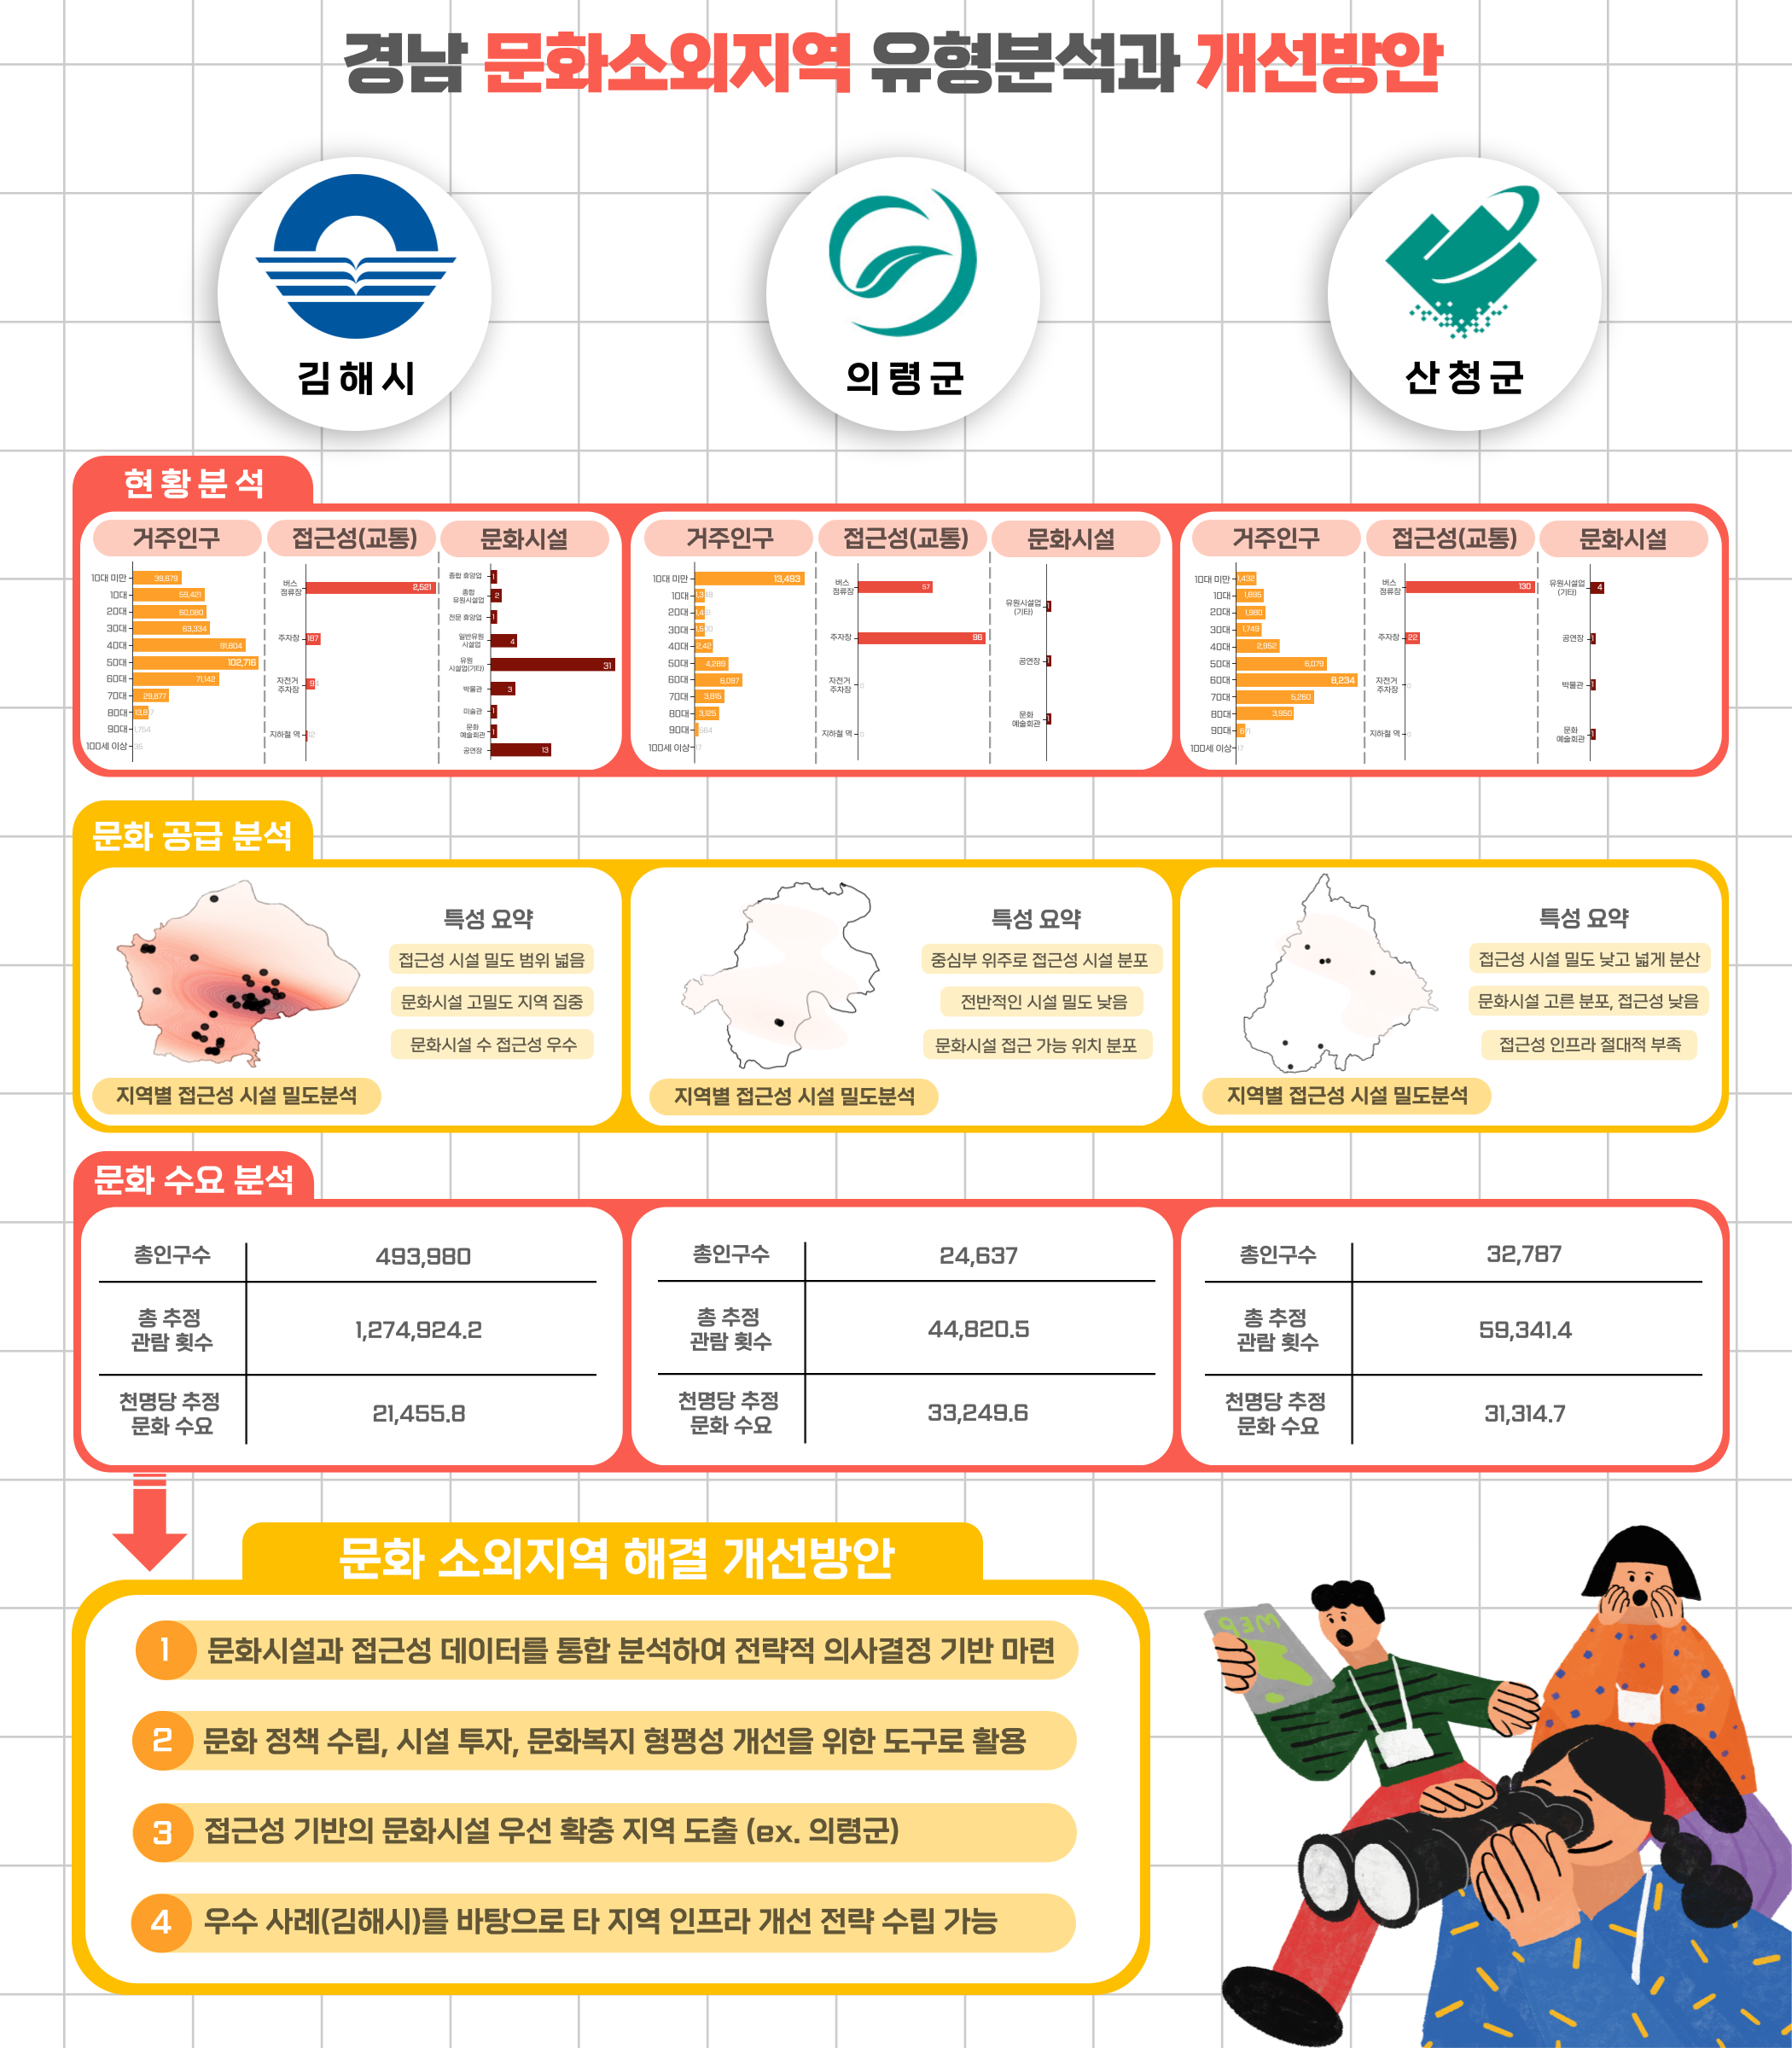 경남 문화소외지역 유형분석과 개선방안
김해시
의령군
산청군
현황분석
거주인구
접근성(교통)
문화시설
10대 미만 39,679
10대 59,421
20대 60,080
30대 63,334
40대 91,804
50대 102,716
60대 71,142
70대 29,877
80대
90대 1,754
100세 이상 36
버스
정류장
2,521
주차장 187
자전거
주차장
지하철 역 12
종합 휴양업 1
종합
유원시설업
2
전문 휴양업 1
일반유원
시설업
4
유원
시설업(기타)
31
박물관 3
미술관 1
문화
예술회관
1
공연장 13
거주인구
접근성(교통)
문화시설
10대 미만 13,493
10대
20대
30대
40대
50대 4,289
60대 6,097
70대 3,815
80대 3,125
90대 564
100세 이상 17
버스
정류장
57
주차장 96
자전거
주차장
0
지하철 역 0
유원시설업
(기타)
1
공연장 1
문화
예술회관
1
거주인구
접근성(교통)
문화시설
10대 미만 1,432
10대 1,895
20대 1,980
30대 1,749
40대 2,952
50대 6,079
60대 8,234
70대 5,260
80대 3,950
90대 671
100세 이상 17
버스
정류장
130
주차장 22
자전거
주차장
0
지하철 역 0
유원시설업
(기타)
4
공연장 1
박물관 1
문화
예술회관
1
문화 공급 분석
특성 요약
접근성 시설 밀도 범위 넓음
문화시설 고밀도 지역 집중
문화시설 수 접근성 우수
지역별 접근성 시설 밀도분석
특성 요약
중심부 위주로 접근성 시설 분포
전반적인 시설 밀도 낮음
문화시설 접근 가능 위치 분포
지역별 접근성 시설 밀도분석
특성 요약
접근성 시설 밀도 낮고 넓게 분산
문화시설 고른 분포, 접근성 낮음
접근성 인프라 절대적 부족
지역별 접근성 시설 밀도분석
문화 수요 분석
총인구수 493,980
총 추정
관람 횟수
1,274,924.2
천명당 추정
문화 수요
21,455.8
총인구수 24,637
총 추정
관람 횟수
44,820.5
천명당 추정
문화 수요
33,249.6
총인구수 32,787
총 추정
관람 횟수
59,341.4
천명당 추정
문화 수요
31,314.7
문화 소외지역 해결 개선방안
1 문화시설과 접근성 데이터를 통합 분석하여 전략적 의사결정 기반 마련
2 문화 정책 수립, 시설 투자, 문화복지 형평성 개선을 위한 도구로 활용
3 접근성 기반의 문화시설 우선 확충 지역 도출 (ex. 의령군)
4 우수 사례(김해시)를 바탕으로 타 지역 인프라 개선 전략 수립 가능
WEB